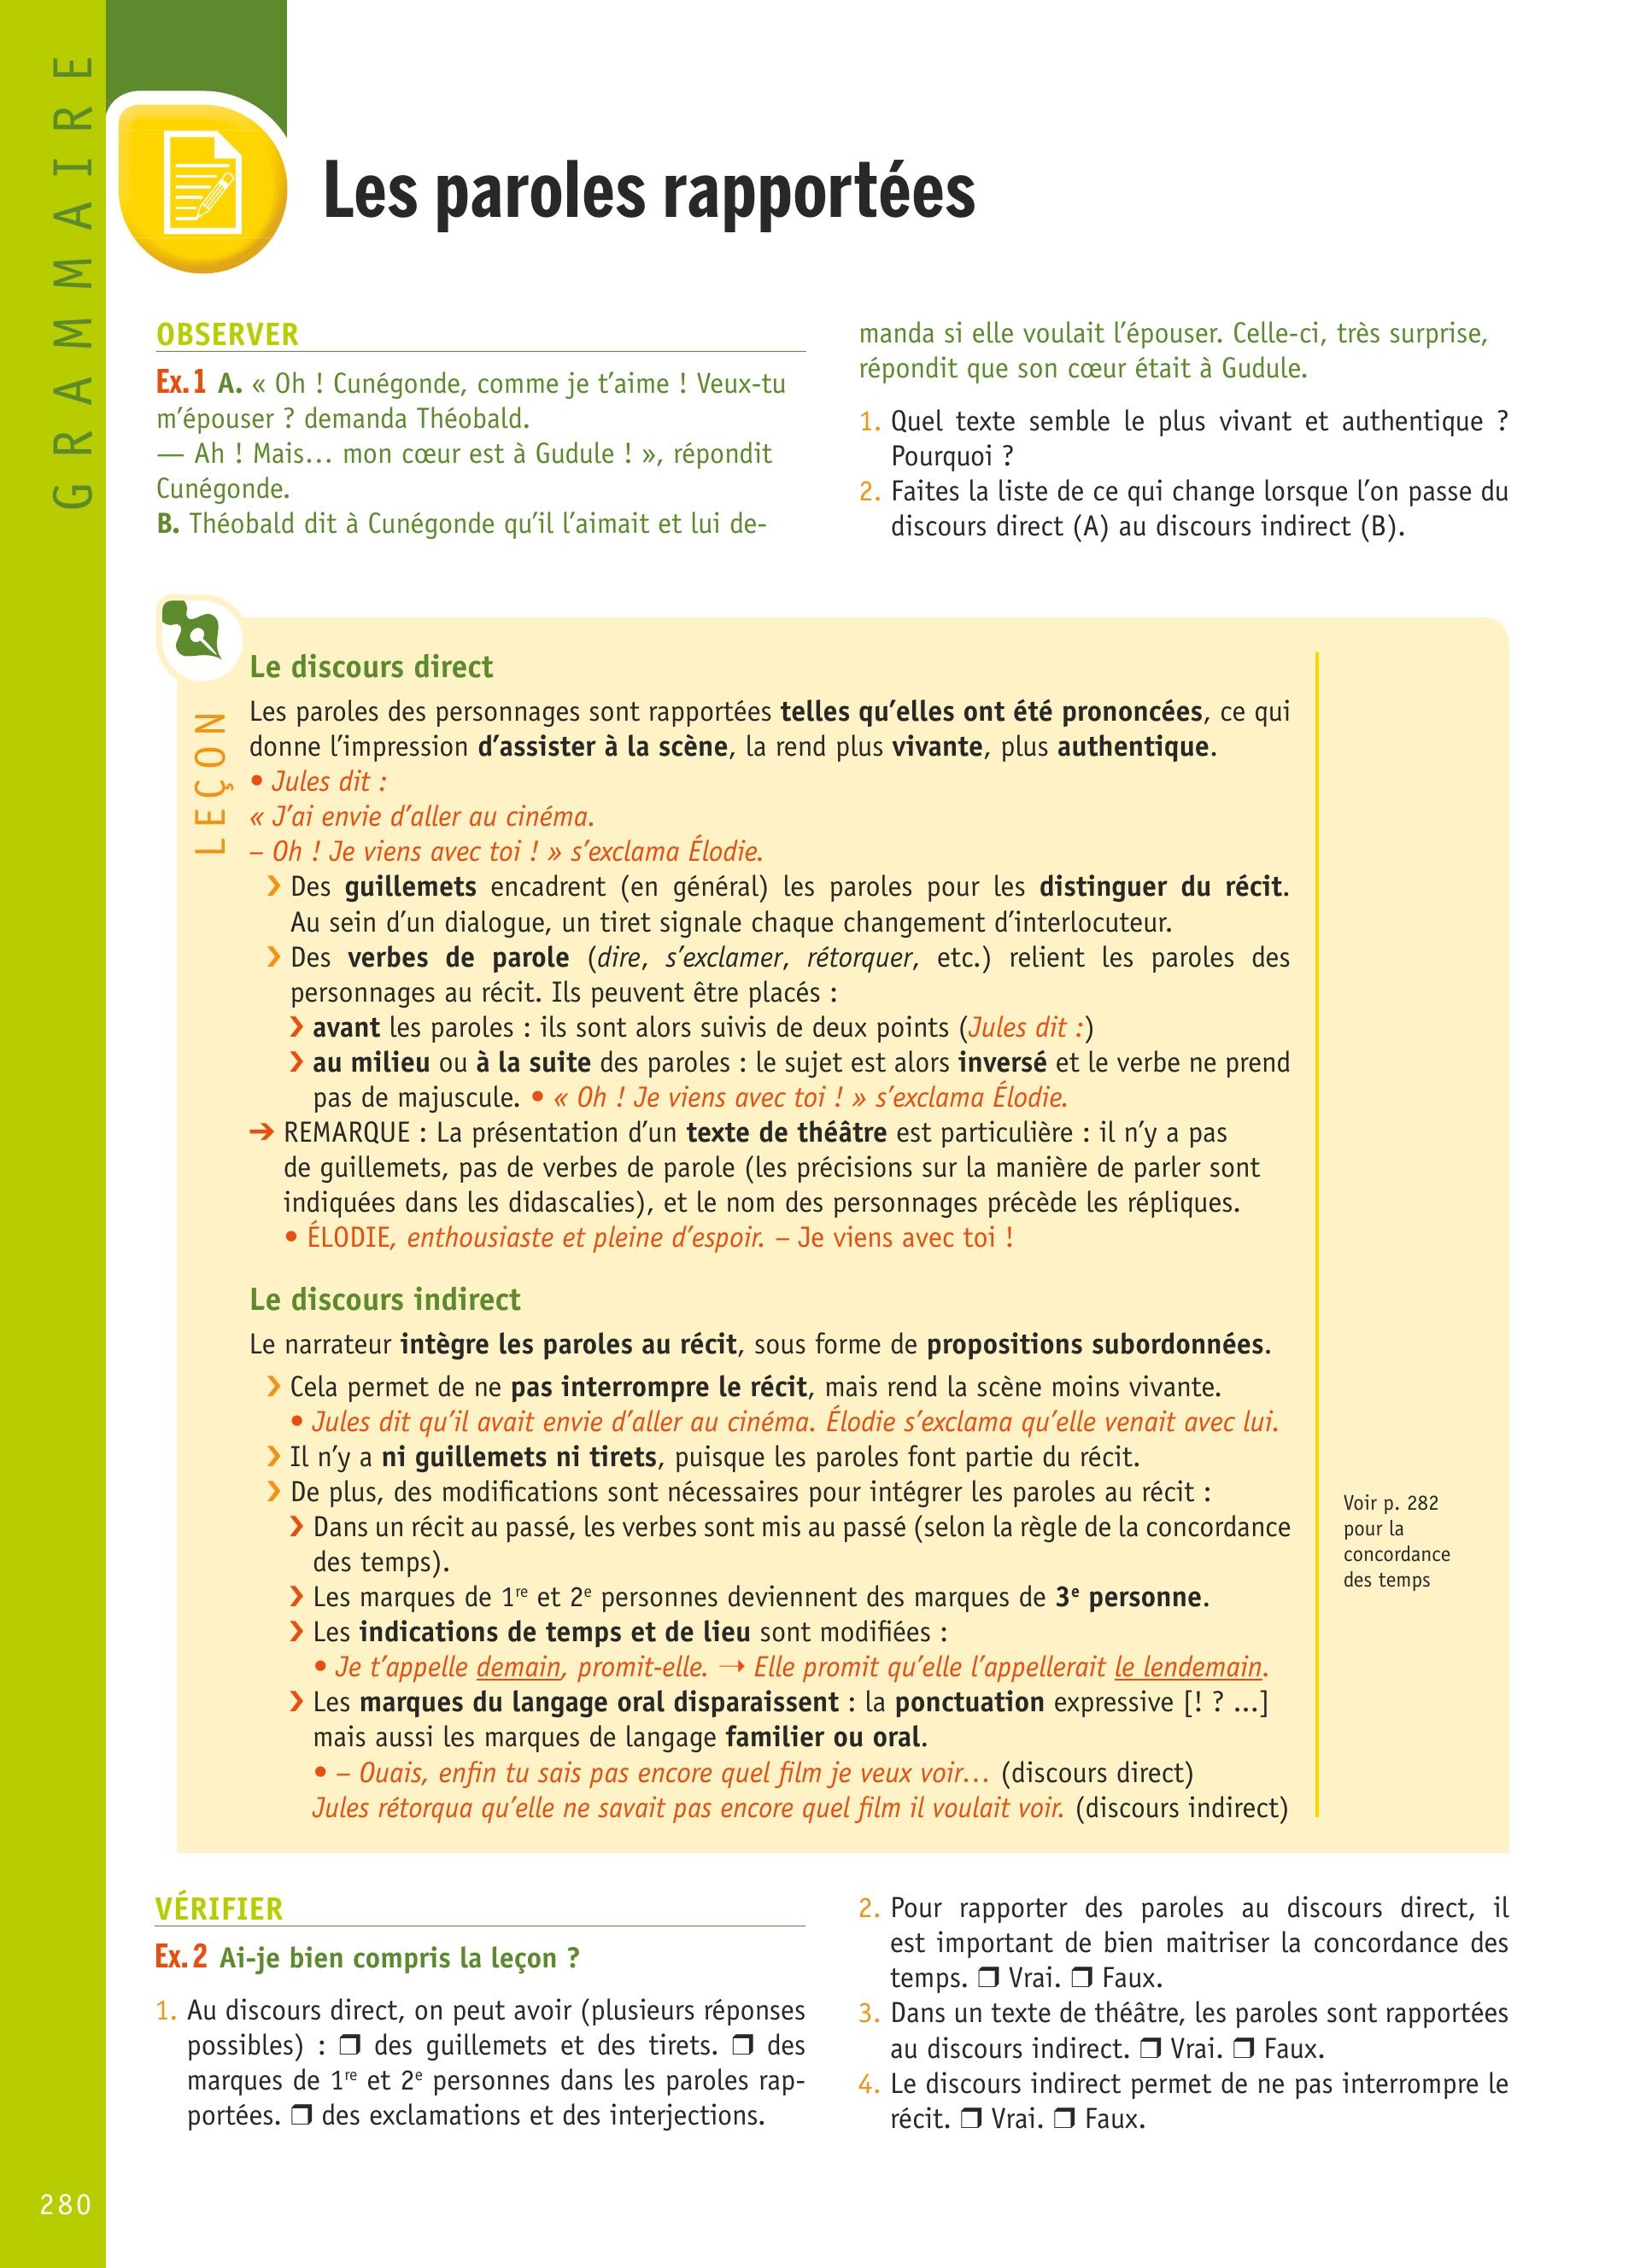 GRAMMAIRE
Les paroles rapportées
OBSERVER
Ex. 1 A. « Oh ! Cunégonde, comme je t’aime ! Veux-tu
m’épouser ? demanda Théobald.
— Ah ! Mais… mon cœur est à Gudule ! », répondit
Cunégonde.
B. Théobald dit à Cunégonde qu’il l’aimait et lui de-
manda si elle voulait l’épouser. Celle-ci, très surprise,
répondit que son cœur était à Gudule.
1. Quel texte semble le plus vivant et authentique ?
Pourquoi ?
2. Faites la liste de ce qui change lorsque l’on passe du
discours direct (A) au discours indirect (B).
LEÇON
Le discours direct
Les paroles des personnages sont rapportées telles qu’elles ont été prononcées, ce qui
donne l’impression d’assister à la scène, la rend plus vivante, plus authentique.
• Jules dit :
« J’ai envie d’aller au cinéma.
– Oh ! Je viens avec toi ! » s’exclama Élodie.
❯ Des guillemets encadrent (en général) les paroles pour les distinguer du récit.
Au sein d’un dialogue, un tiret signale chaque changement d’interlocuteur.
❯ Des verbes de parole (dire, s’exclamer, rétorquer, etc.) relient les paroles des
personnages au récit. Ils peuvent être placés :
❯ avant les paroles : ils sont alors suivis de deux points (Jules dit :)
❯ au milieu ou à la suite des paroles : le sujet est alors inversé et le verbe ne prend
pas de majuscule. • « Oh ! Je viens avec toi ! » s’exclama Élodie.
➔ REMARQUE : La présentation d’un texte de théâtre est particulière : il n’y a pas
de guillemets, pas de verbes de parole (les précisions sur la manière de parler sont
indiquées dans les didascalies), et le nom des personnages précède les répliques.
• ÉLODIE, enthousiaste et pleine d’espoir. – Je viens avec toi !
Le discours indirect
Le narrateur intègre les paroles au récit, sous forme de propositions subordonnées.
❯ Cela permet de ne pas interrompre le récit, mais rend la scène moins vivante.
• Jules dit qu’il avait envie d’aller au cinéma. Élodie s’exclama qu’elle venait avec lui.
❯ Il n’y a ni guillemets ni tirets, puisque les paroles font partie du récit.
❯ De plus, des modifications sont nécessaires pour intégrer les paroles au récit :
❯ Dans un récit au passé, les verbes sont mis au passé (selon la règle de la concordance
des temps).
❯ Les marques de 1re et 2e personnes deviennent des marques de 3e personne.
❯ Les indications de temps et de lieu sont modifiées :
• Je t’appelle demain, promit-elle. → Elle promit qu’elle l’appellerait le lendemain.
❯ Les marques du langage oral disparaissent : la ponctuation expressive [! ? …]
mais aussi les marques de langage familier ou oral.
• – Ouais, enfin tu sais pas encore quel film je veux voir… (discours direct)
Jules rétorqua qu’elle ne savait pas encore quel film il voulait voir. (discours indirect)
Voir p. 282
pour la
concordance
des temps
VÉRIFIER
Ex. 2 Ai-je bien compris la leçon ?
1. Au discours direct, on peut avoir (plusieurs réponses
possibles) : ❒ des guillemets et des tirets. ❒ des
marques de 1re et 2e personnes dans les paroles rap-
portées. ❒ des exclamations et des interjections.
2. Pour rapporter des paroles au discours direct, il
est important de bien maitriser la concordance des
temps. ❒ Vrai. ❒ Faux.
3. Dans un texte de théâtre, les paroles sont rapportées
au discours indirect. ❒ Vrai. ❒ Faux.
4. Le discours indirect permet de ne pas interrompre le
récit. ❒ Vrai. ❒ Faux.
280